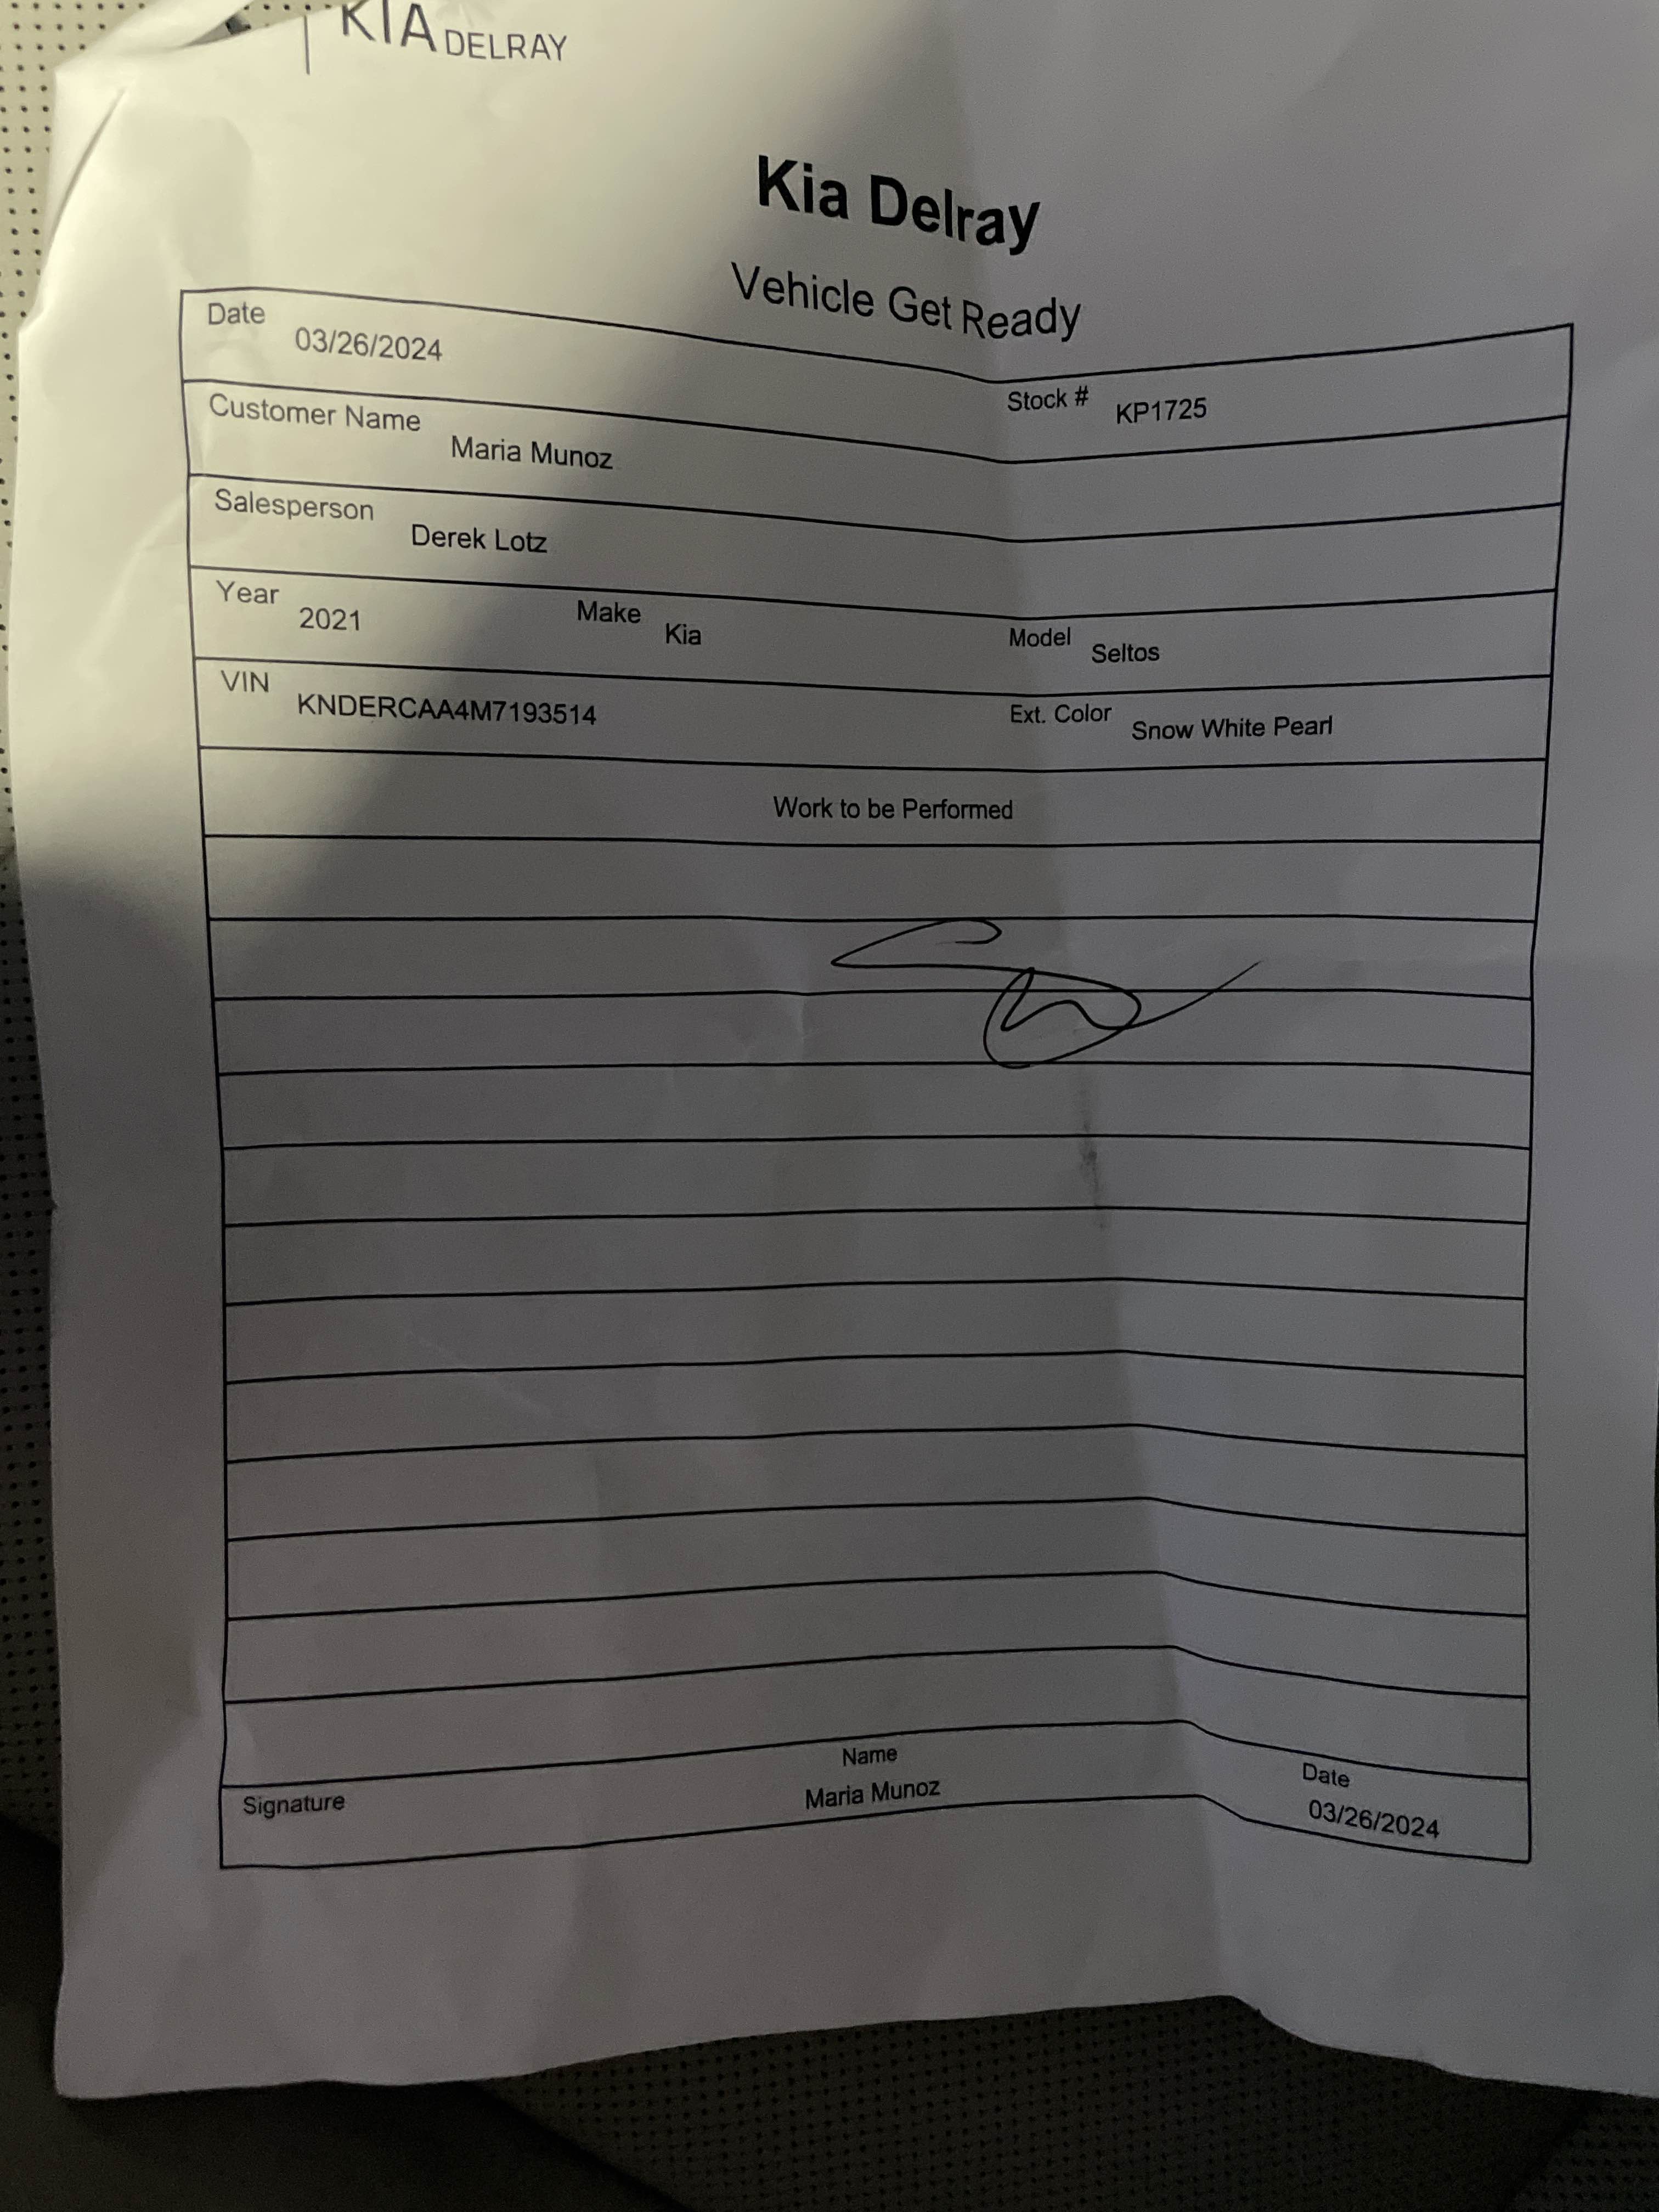 KIA DELRAY
Kia Delray
Vehicle Get Ready
Date 03/26/2024 Stock # KP1725
Customer Name Maria Munoz
Salesperson Derek Lotz
Year 2021 Make Kia Model Seltos
VIN KNDERCAA4M7193514 Ext. Color Snow White Pearl
Work to be Performed
Signature Name Maria Munoz Date 03/26/2024